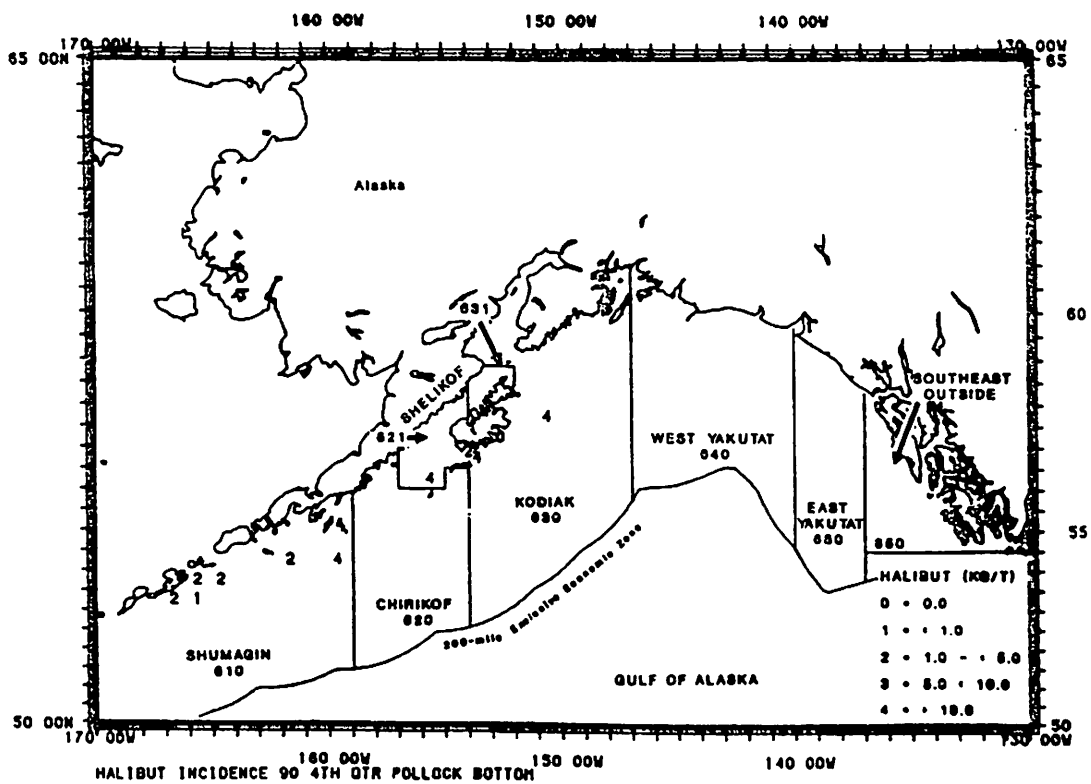 160 00W 150 00W 140 00W
170 00W 130 00W
65 00N 65
Alaska
60
631
SHELIKOF
SOUTHEAST
OUTSIDE
621
4
WEST YAKUTAT
640
4
4
KODIAK
630
EAST
YAKUTAT
650
55
2 4
2 2
2 1
CHIRIKOF
620
200-mile Exclusive Economic Zone
SHUMAGIN
610
GULF OF ALASKA
HALIBUT (KG/T)
0 = 0.0
1 = < 1.0
2 = 1.0 - < 5.0
3 = 5.0 < 10.0
4 = > 10.0
50 00N 50
170 00W 130 00W
160 00W 150 00W 140 00W
HALIBUT INCIDENCE 90 4TH QTR POLLOCK BOTTOM